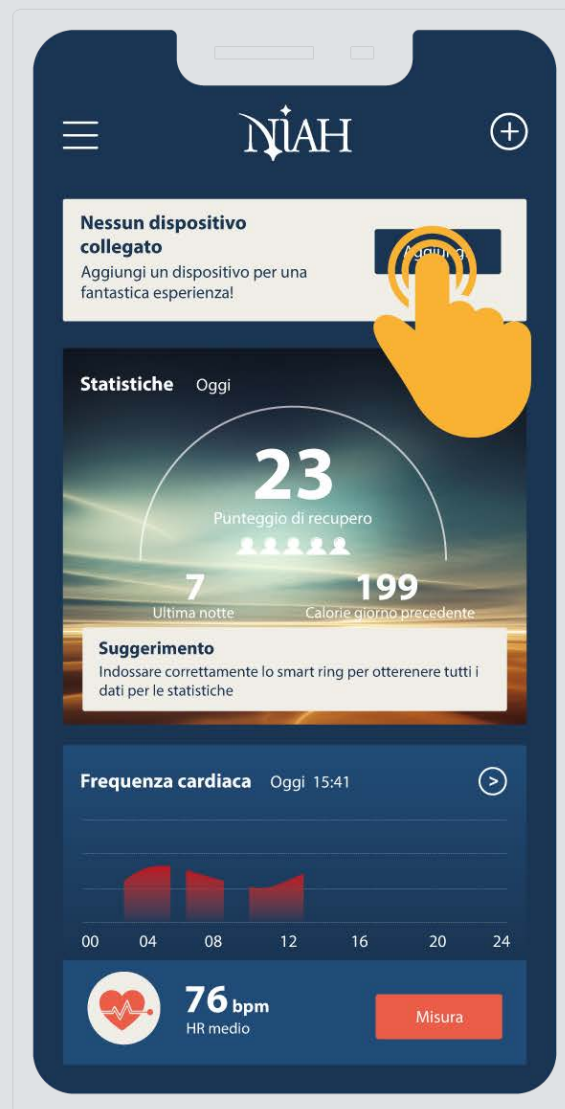 NIAH
Nessun dispositivo
collegato
Aggiungi un dispositivo per una
fantastica esperienza!
Aggiungi
Statistiche Oggi
23
Punteggio di recupero
7 199
Ultima notte Calorie giorno precedente
Suggerimento
Indossare correttamente lo smart ring per otterenere tutti i
dati per le statistiche
Frequenza cardiaca Oggi 15:41
00 04 08 12 16 20 24
76 bpm
HR medio
Misura